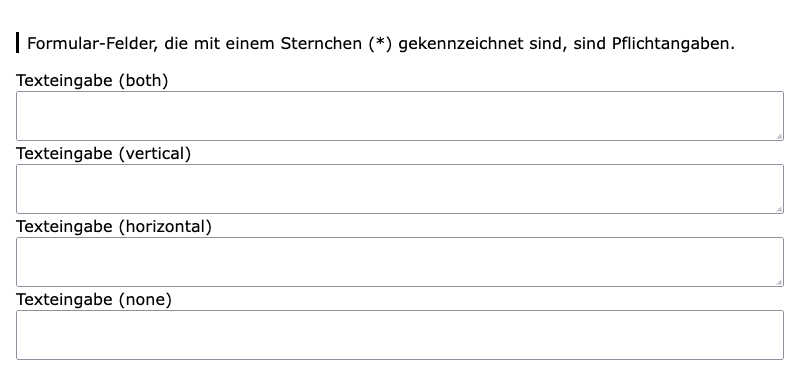 Formular-Felder, die mit einem Sternchen (*) gekennzeichnet sind, sind Pflichtangaben.
Texteingabe (both)
Texteingabe (vertical)
Texteingabe (horizontal)
Texteingabe (none)